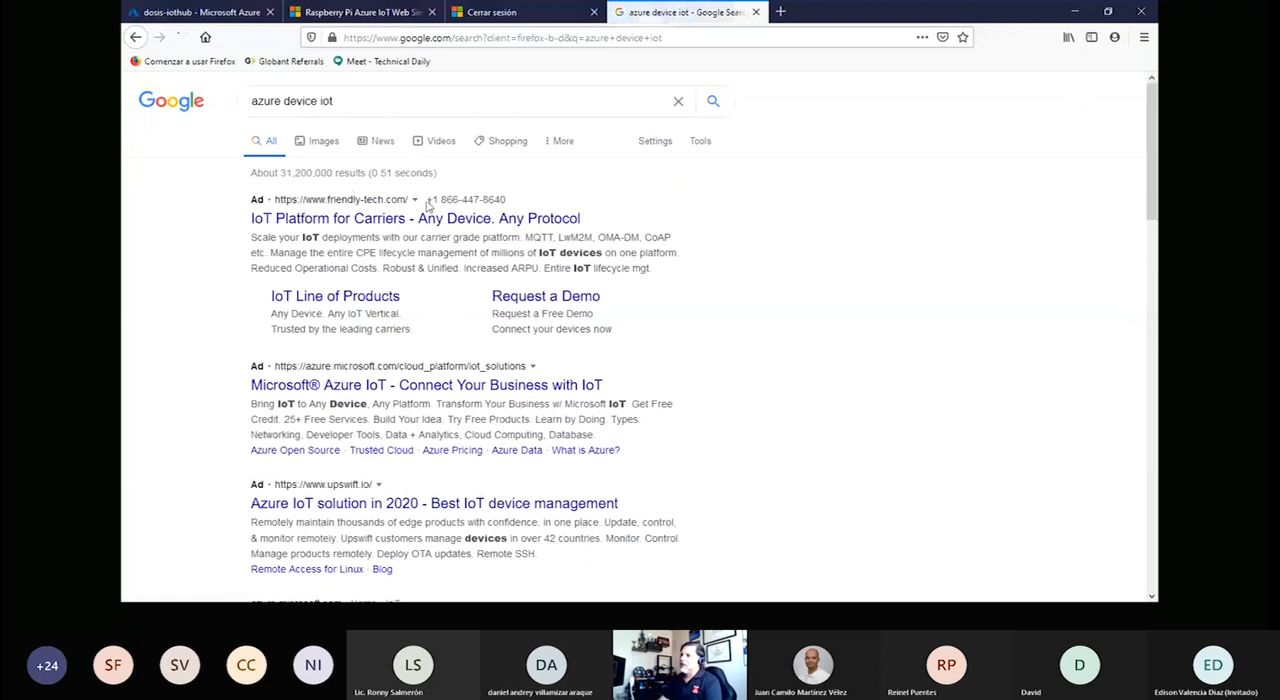 dosis-iothub - Microsoft Azure
Raspberry Pi Azure IoT Web Sim
Cerrar sesión
azure device iot - Google Searc
https://www.google.com/search?client=firefox-b-d&q=azure+device+iot
Comenzar a usar Firefox
Globant Referrals
Meet - Technical Daily
Google
azure device iot
All
Images
News
Videos
Shopping
More
Settings
Tools
About 31,200,000 results (0.51 seconds)
Ad · https://www.friendly-tech.com/ +1 866-447-8640
IoT Platform for Carriers - Any Device. Any Protocol
Scale your IoT deployments with our carrier grade platform. MQTT, LwM2M, OMA-DM, CoAP
etc. Manage the entire CPE lifecycle management of millions of IoT devices on one platform.
Reduced Operational Costs. Robust & Unified. Increased ARPU. Entire IoT lifecycle mgt.
IoT Line of Products
Any Device. Any IoT Vertical.
Trusted by the leading carriers.
Request a Demo
Request a Free Demo
Connect your devices now
Ad · https://azure.microsoft.com/cloud_platform/iot_solutions
Microsoft® Azure IoT - Connect Your Business with IoT
Bring IoT to Any Device, Any Platform. Transform Your Business w/ Microsoft IoT. Get Free
Credit. 25+ Free Services. Build Your Idea. Try Free Products. Learn by Doing. Types:
Networking, Developer Tools, Data + Analytics, Cloud Computing, Database.
Azure Open Source · Trusted Cloud · Azure Pricing · Azure Data · What is Azure?
Ad · https://www.upswift.io/
Azure IoT solution in 2020 - Best IoT device management
Remotely maintain thousands of edge products with confidence, in one place. Update, control,
& monitor remotely. Upswift customers manage devices in over 42 countries. Monitor. Control.
Manage products remotely. Deploy OTA updates. Remote SSH.
Remote Access for Linux · Blog
+24
SF
SV
CC
NI
LS
Lic. Ronny Salmerón
DA
daniel andrey villamizar araque
Juan Camilo Martínez Vélez
RP
Reinel Puentes
D
David
ED
Edison Valencia Diaz (Invitado)